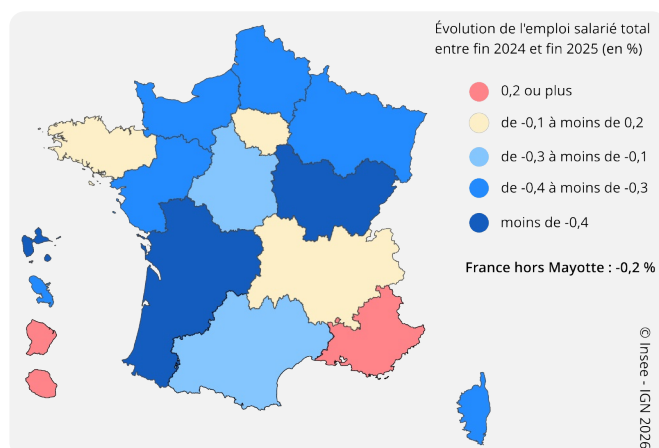 Évolution de l'emploi salarié total
entre fin 2024 et fin 2025 (en %)
0,2 ou plus
de -0,1 à moins de 0,2
de -0,3 à moins de -0,1
de -0,4 à moins de -0,3
moins de -0,4
France hors Mayotte : -0,2 %
© Insee - IGN 2026